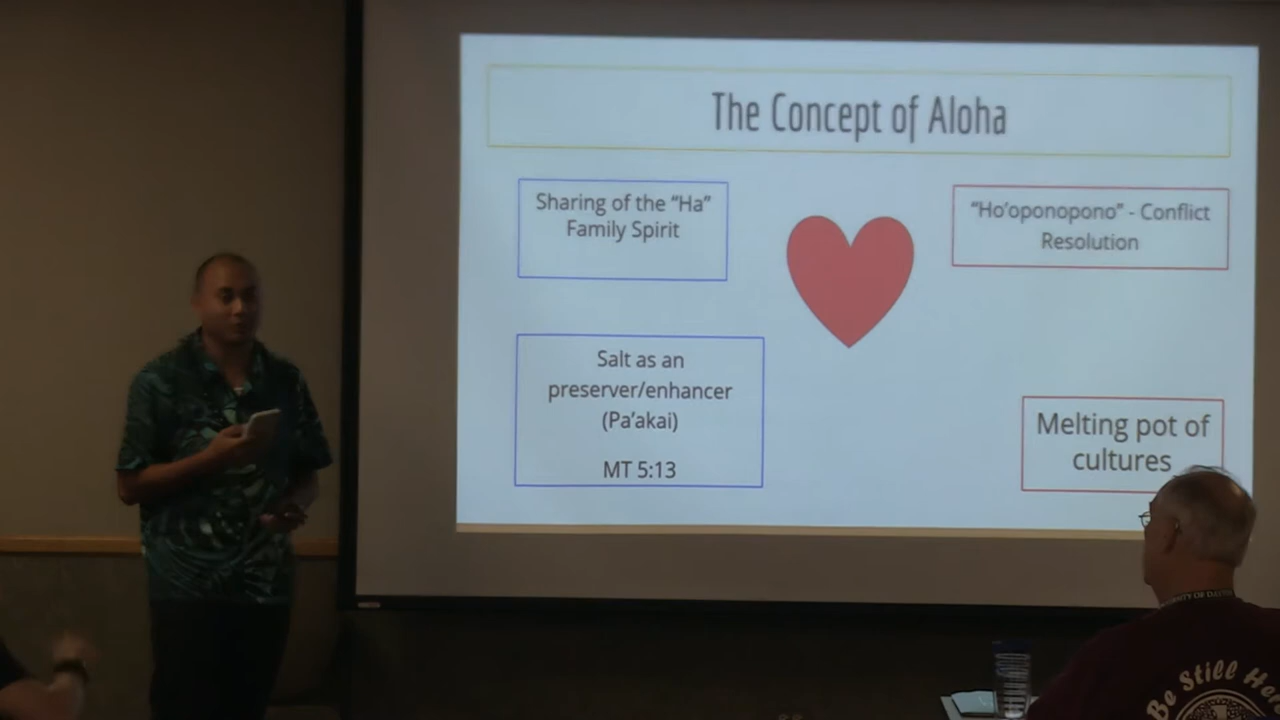 The Concept of Aloha
Sharing of the “Ha”
Family Spirit
“Ho’oponopono” - Conflict
Resolution
Salt as an
preserver/enhancer
(Pa’akai)
MT 5:13
Melting pot of
cultures
Be Still